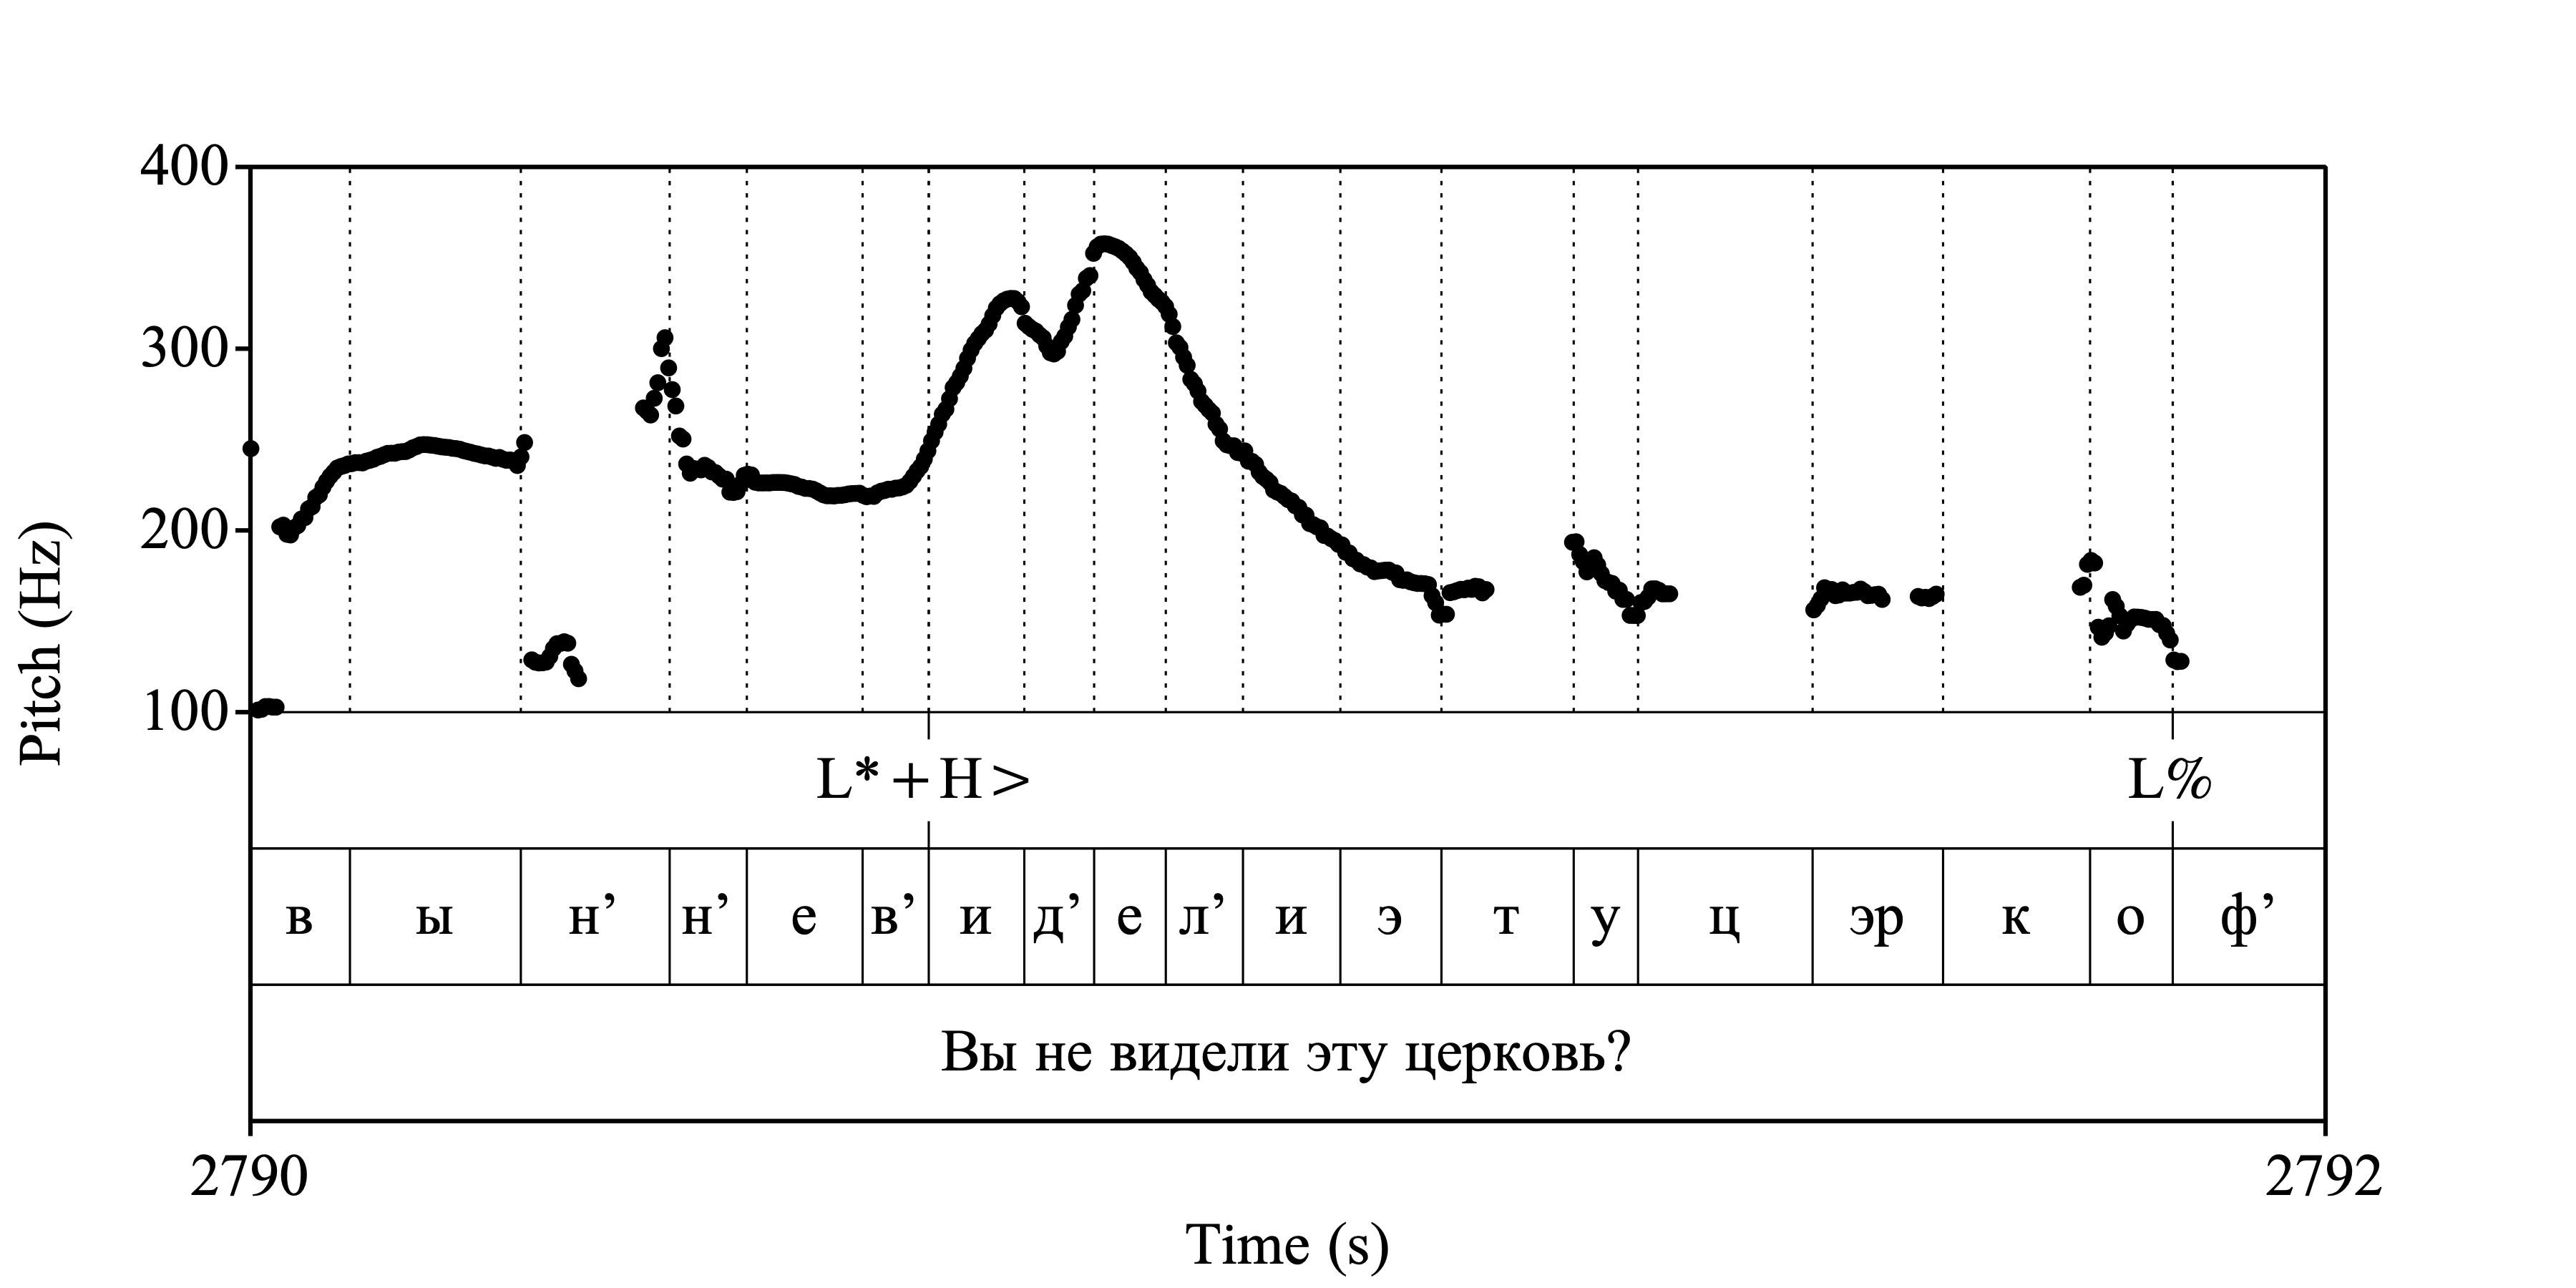 400
300
200
100
Pitch (Hz)
L*+H> L%
в ы н’ н’ е в’ и д’ е л’ и э т у ц эр к о ф’
Вы не видели эту церковь?
2790 2792
Time (s)